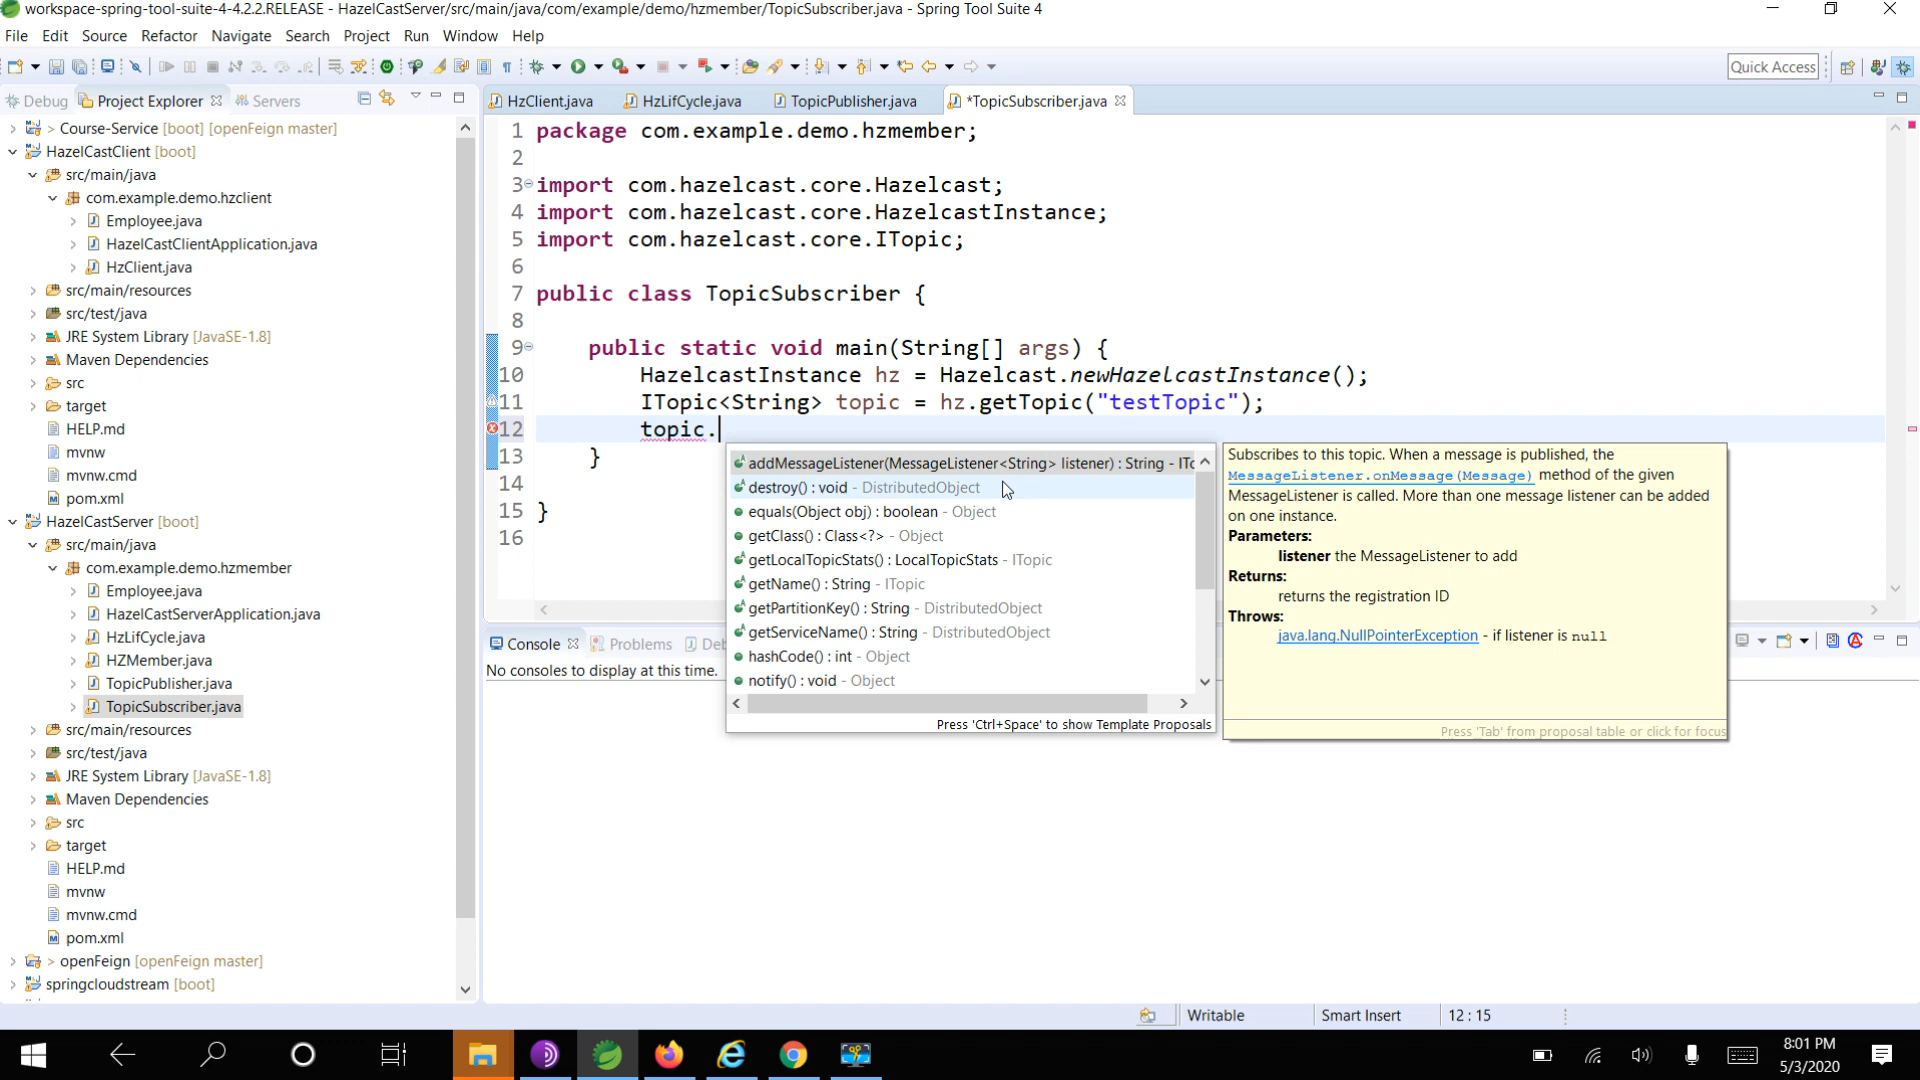 workspace-spring-tool-suite-4-4.2.2.RELEASE - HazelCastServer/src/main/java/com/example/demo/hzmember/TopicSubscriber.java - Spring Tool Suite 4
File Edit Source Refactor Navigate Search Project Run Window Help
Quick Access
Debug Project Explorer Servers
HzClient.java HzLifCycle.java TopicPublisher.java *TopicSubscriber.java
> Course-Service [boot] [openFeign master]
HazelCastClient [boot]
src/main/java
com.example.demo.hzclient
Employee.java
HazelCastClientApplication.java
HzClient.java
src/main/resources
src/test/java
JRE System Library [JavaSE-1.8]
Maven Dependencies
src
target
HELP.md
mvnw
mvnw.cmd
pom.xml
HazelCastServer [boot]
src/main/java
com.example.demo.hzmember
Employee.java
HazelCastServerApplication.java
HzLifCycle.java
HZMember.java
TopicPublisher.java
TopicSubscriber.java
src/main/resources
src/test/java
JRE System Library [JavaSE-1.8]
Maven Dependencies
src
target
HELP.md
mvnw
mvnw.cmd
pom.xml
> openFeign [openFeign master]
springcloudstream [boot]
1 package com.example.demo.hzmember;
2
3 import com.hazelcast.core.Hazelcast;
4 import com.hazelcast.core.HazelcastInstance;
5 import com.hazelcast.core.ITopic;
6
7 public class TopicSubscriber {
8
9 public static void main(String[] args) {
10 HazelcastInstance hz = Hazelcast.newHazelcastInstance();
11 ITopic<String> topic = hz.getTopic("testTopic");
12 topic.
13 }
14
15 }
16
addMessageListener(MessageListener<String> listener) : String - ITo
destroy() : void - DistributedObject
equals(Object obj) : boolean - Object
getClass() : Class<?> - Object
getLocalTopicStats() : LocalTopicStats - ITopic
getName() : String - ITopic
getPartitionKey() : String - DistributedObject
getServiceName() : String - DistributedObject
hashCode() : int - Object
notify() : void - Object
Press 'Ctrl+Space' to show Template Proposals
Subscribes to this topic. When a message is published, the
MessageListener.onMessage(Message) method of the given
MessageListener is called. More than one message listener can be added
on one instance.
Parameters:
listener the MessageListener to add
Returns:
returns the registration ID
Throws:
java.lang.NullPointerException - if listener is null
Press 'Tab' from proposal table or click for focus
Console Problems Deb
No consoles to display at this time.
Writable Smart Insert 12 : 15
8:01 PM
5/3/2020